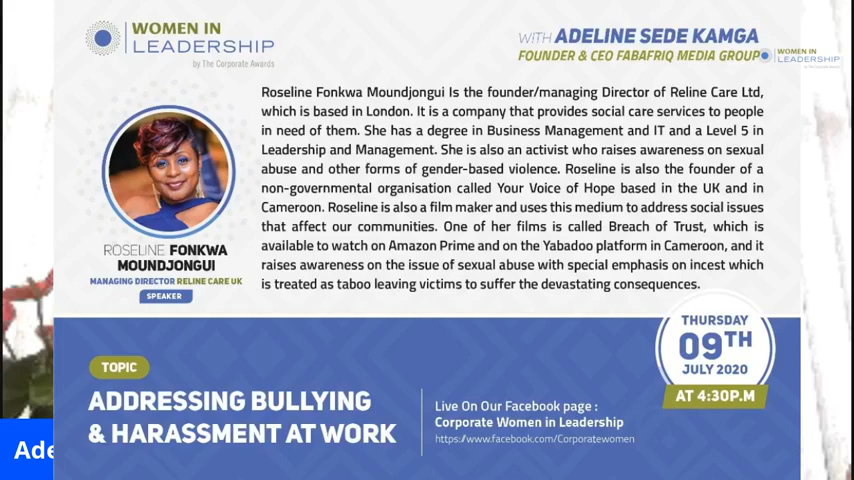 WOMEN IN
LEADERSHIP
by The Corporate Awards
WITH ADELINE SEDE KAMGA
FOUNDER & CEO FABAFRIQ MEDIA GROUP
WOMEN IN
LEADERSHIP
Roseline Fonkwa Moundjongui Is the founder/managing Director of Reline Care Ltd,
which is based in London. It is a company that provides social care services to people
in need of them. She has a degree in Business Management and IT and a Level 5 in
Leadership and Management. She is also an activist who raises awareness on sexual
abuse and other forms of gender-based violence. Roseline is also the founder of a
non-governmental organisation called Your Voice of Hope based in the UK and in
Cameroon. Roseline is also a film maker and uses this medium to address social issues
that affect our communities. One of her films is called Breach of Trust, which is
available to watch on Amazon Prime and on the Yabadoo platform in Cameroon, and it
raises awareness on the issue of sexual abuse with special emphasis on incest which
is treated as taboo leaving victims to suffer the devastating consequences.
ROSELINE FONKWA
MOUNDJONGUI
MANAGING DIRECTOR RELINE CARE UK
SPEAKER
THURSDAY
09TH
JULY 2020
AT 4:30P.M
TOPIC
ADDRESSING BULLYING
& HARASSMENT AT WORK
Live On Our Facebook page :
Corporate Women in Leadership
https://www.facebook.com/Corporatewomen
Ade